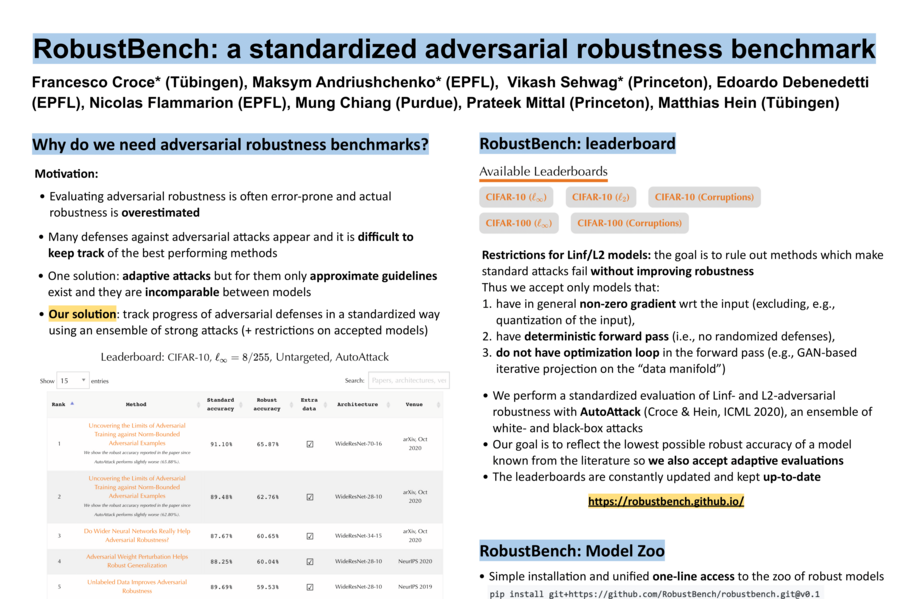 RobustBench: a standardized adversarial robustness benchmark
Francesco Croce* (Tübingen), Maksym Andriushchenko* (EPFL), Vikash Sehwag* (Princeton), Edoardo Debenedetti
(EPFL), Nicolas Flammarion (EPFL), Mung Chiang (Purdue), Prateek Mittal (Princeton), Matthias Hein (Tübingen)
Why do we need adversarial robustness benchmarks?
Motivation:
• Evaluating adversarial robustness is often error-prone and actual
robustness is overestimated
• Many defenses against adversarial attacks appear and it is difficult to
keep track of the best performing methods
• One solution: adaptive attacks but for them only approximate guidelines
exist and they are incomparable between models
• Our solution: track progress of adversarial defenses in a standardized way
using an ensemble of strong attacks (+ restrictions on accepted models)
Leaderboard: CIFAR-10, ℓ∞ = 8/255, Untargeted, AutoAttack
Show 15 entries Search: Papers, architectures, ver
Rank Method Standard accuracy Robust accuracy Extra data Architecture Venue
1 Uncovering the Limits of Adversarial Training against Norm-Bounded Adversarial Examples 91.10% 65.87% ☑ WideResNet-70-16 arXiv, Oct 2020
We show the robust accuracy reported in the paper since
AutoAttack performs slightly worse (65.88%).
2 Uncovering the Limits of Adversarial Training against Norm-Bounded Adversarial Examples 89.48% 62.76% ☑ WideResNet-28-10 arXiv, Oct 2020
We show the robust accuracy reported in the paper since
AutoAttack performs slightly worse (62.80%).
3 Do Wider Neural Networks Really Help Adversarial Robustness? 87.67% 60.65% ☑ WideResNet-34-15 arXiv, Oct 2020
4 Adversarial Weight Perturbation Helps Robust Generalization 88.25% 60.04% ☑ WideResNet-28-10 NeurIPS 2020
5 Unlabeled Data Improves Adversarial Robustness 89.69% 59.53% ☑ WideResNet-28-10 NeurIPS 2019
RobustBench: leaderboard
Available Leaderboards
CIFAR-10 (ℓ∞) CIFAR-10 (ℓ2) CIFAR-10 (Corruptions)
CIFAR-100 (ℓ∞) CIFAR-100 (Corruptions)
Restrictions for Linf/L2 models: the goal is to rule out methods which make
standard attacks fail without improving robustness
Thus we accept only models that:
1. have in general non-zero gradient wrt the input (excluding, e.g.,
quantization of the input),
2. have deterministic forward pass (i.e., no randomized defenses),
3. do not have optimization loop in the forward pass (e.g., GAN-based
iterative projection on the “data manifold”)
• We perform a standardized evaluation of Linf- and L2-adversarial
robustness with AutoAttack (Croce & Hein, ICML 2020), an ensemble of
white- and black-box attacks
• Our goal is to reflect the lowest possible robust accuracy of a model
known from the literature so we also accept adaptive evaluations
• The leaderboards are constantly updated and kept up-to-date
https://robustbench.github.io/
RobustBench: Model Zoo
• Simple installation and unified one-line access to the zoo of robust models
pip install git+https://github.com/RobustBench/robustbench.git@v0.1